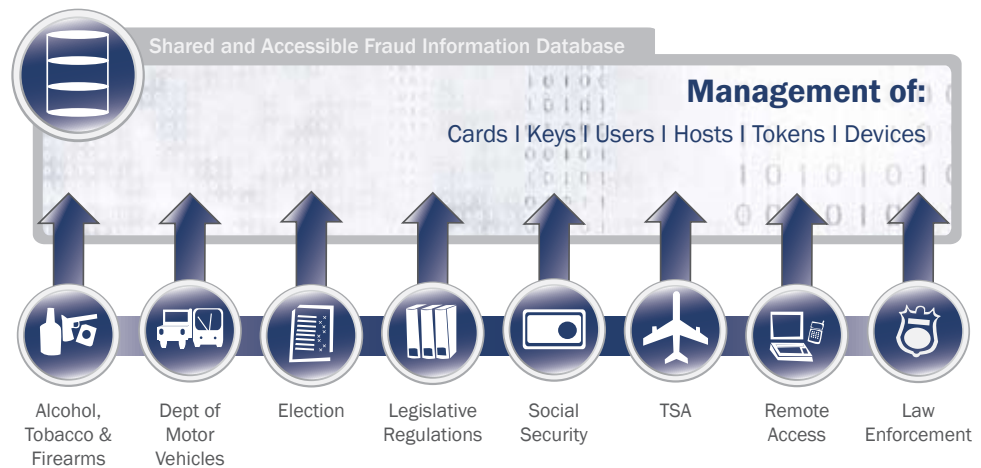 Shared and Accessible Fraud Information Database
Management of:
Cards I Keys I Users I Hosts I Tokens I Devices
Alcohol,
Tobacco &
Firearms
Dept of
Motor
Vehicles
Election
Legislative
Regulations
Social
Security
TSA
Remote
Access
Law
Enforcement